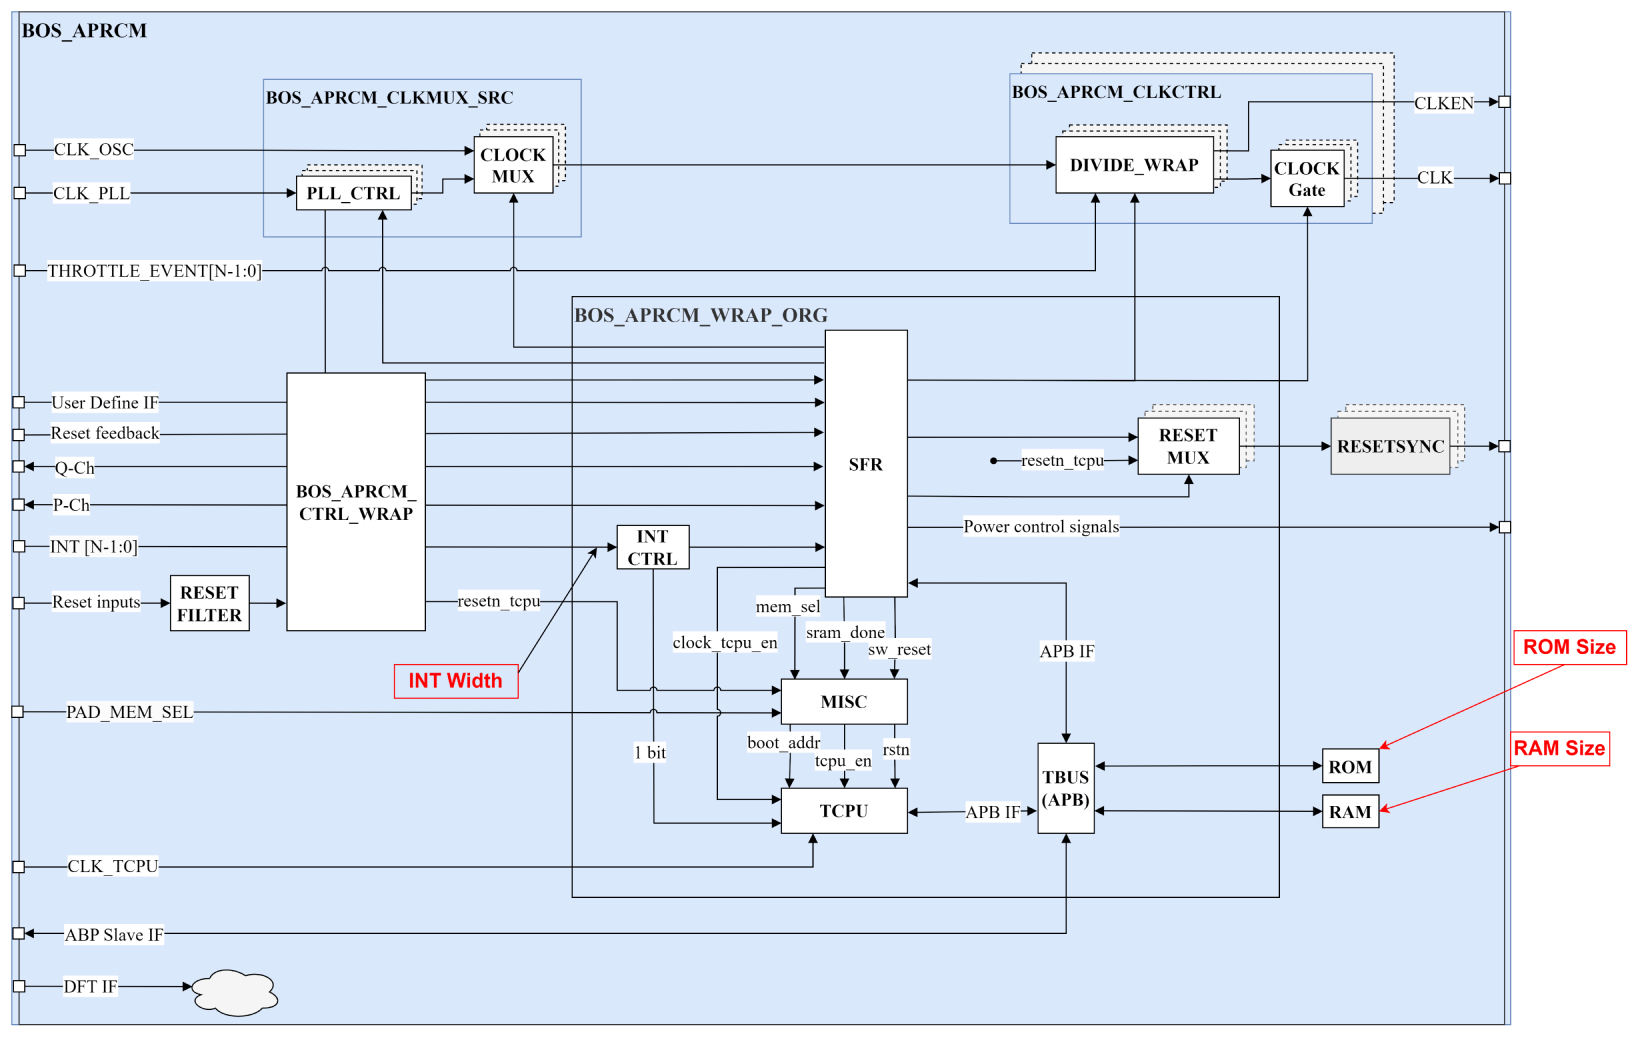 BOS_APRCM
BOS_APRCM_CLKMUX_SRC
BOS_APRCM_CLKCTRL
CLKEN
CLK_OSC
CLOCK
MUX
DIVIDE_WRAP
CLOCK
Gate
CLK
CLK_PLL
PLL_CTRL
THROTTLE_EVENT[N-1:0]
BOS_APRCM_WRAP_ORG
User Define IF
Reset feedback
Q-Ch
P-Ch
INT [N-1:0]
Reset inputs
RESET
FILTER
BOS_APRCM_
CTRL_WRAP
SFR
RESET
MUX
resetn_tcpu
RESETSYNC
Power control signals
INT
CTRL
resetn_tcpu
mem_sel
sram_done
sw_reset
clock_tcpu_en
APB IF
INT Width
ROM Size
MISC
PAD_MEM_SEL
1 bit
boot_addr
tcpu_en
rstn
RAM Size
TBUS
(APB)
ROM
RAM
TCPU
APB IF
CLK_TCPU
ABP Slave IF
DFT IF